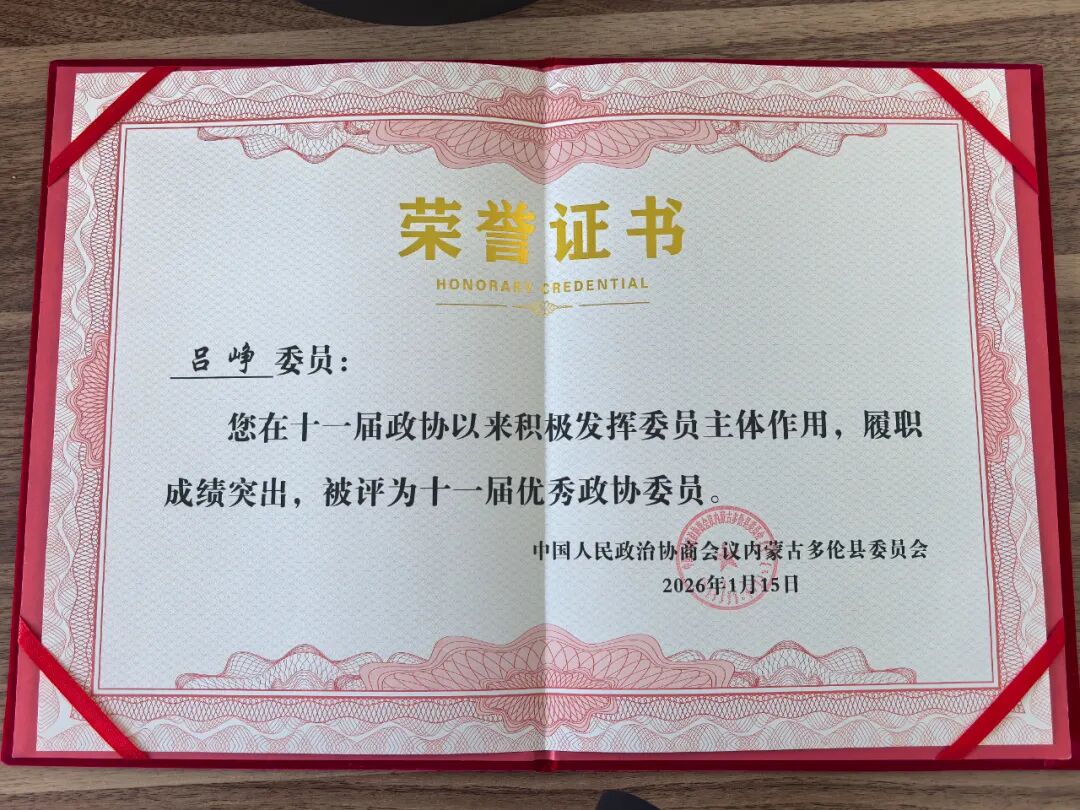 荣誉证书
HONORARY CREDENTIAL
吕峥委员：
您在十一届政协以来积极发挥委员主体作用，履职
成绩突出，被评为十一届优秀政协委员。
中国人民政治协商会议内蒙古多伦县委员会
2026年1月15日